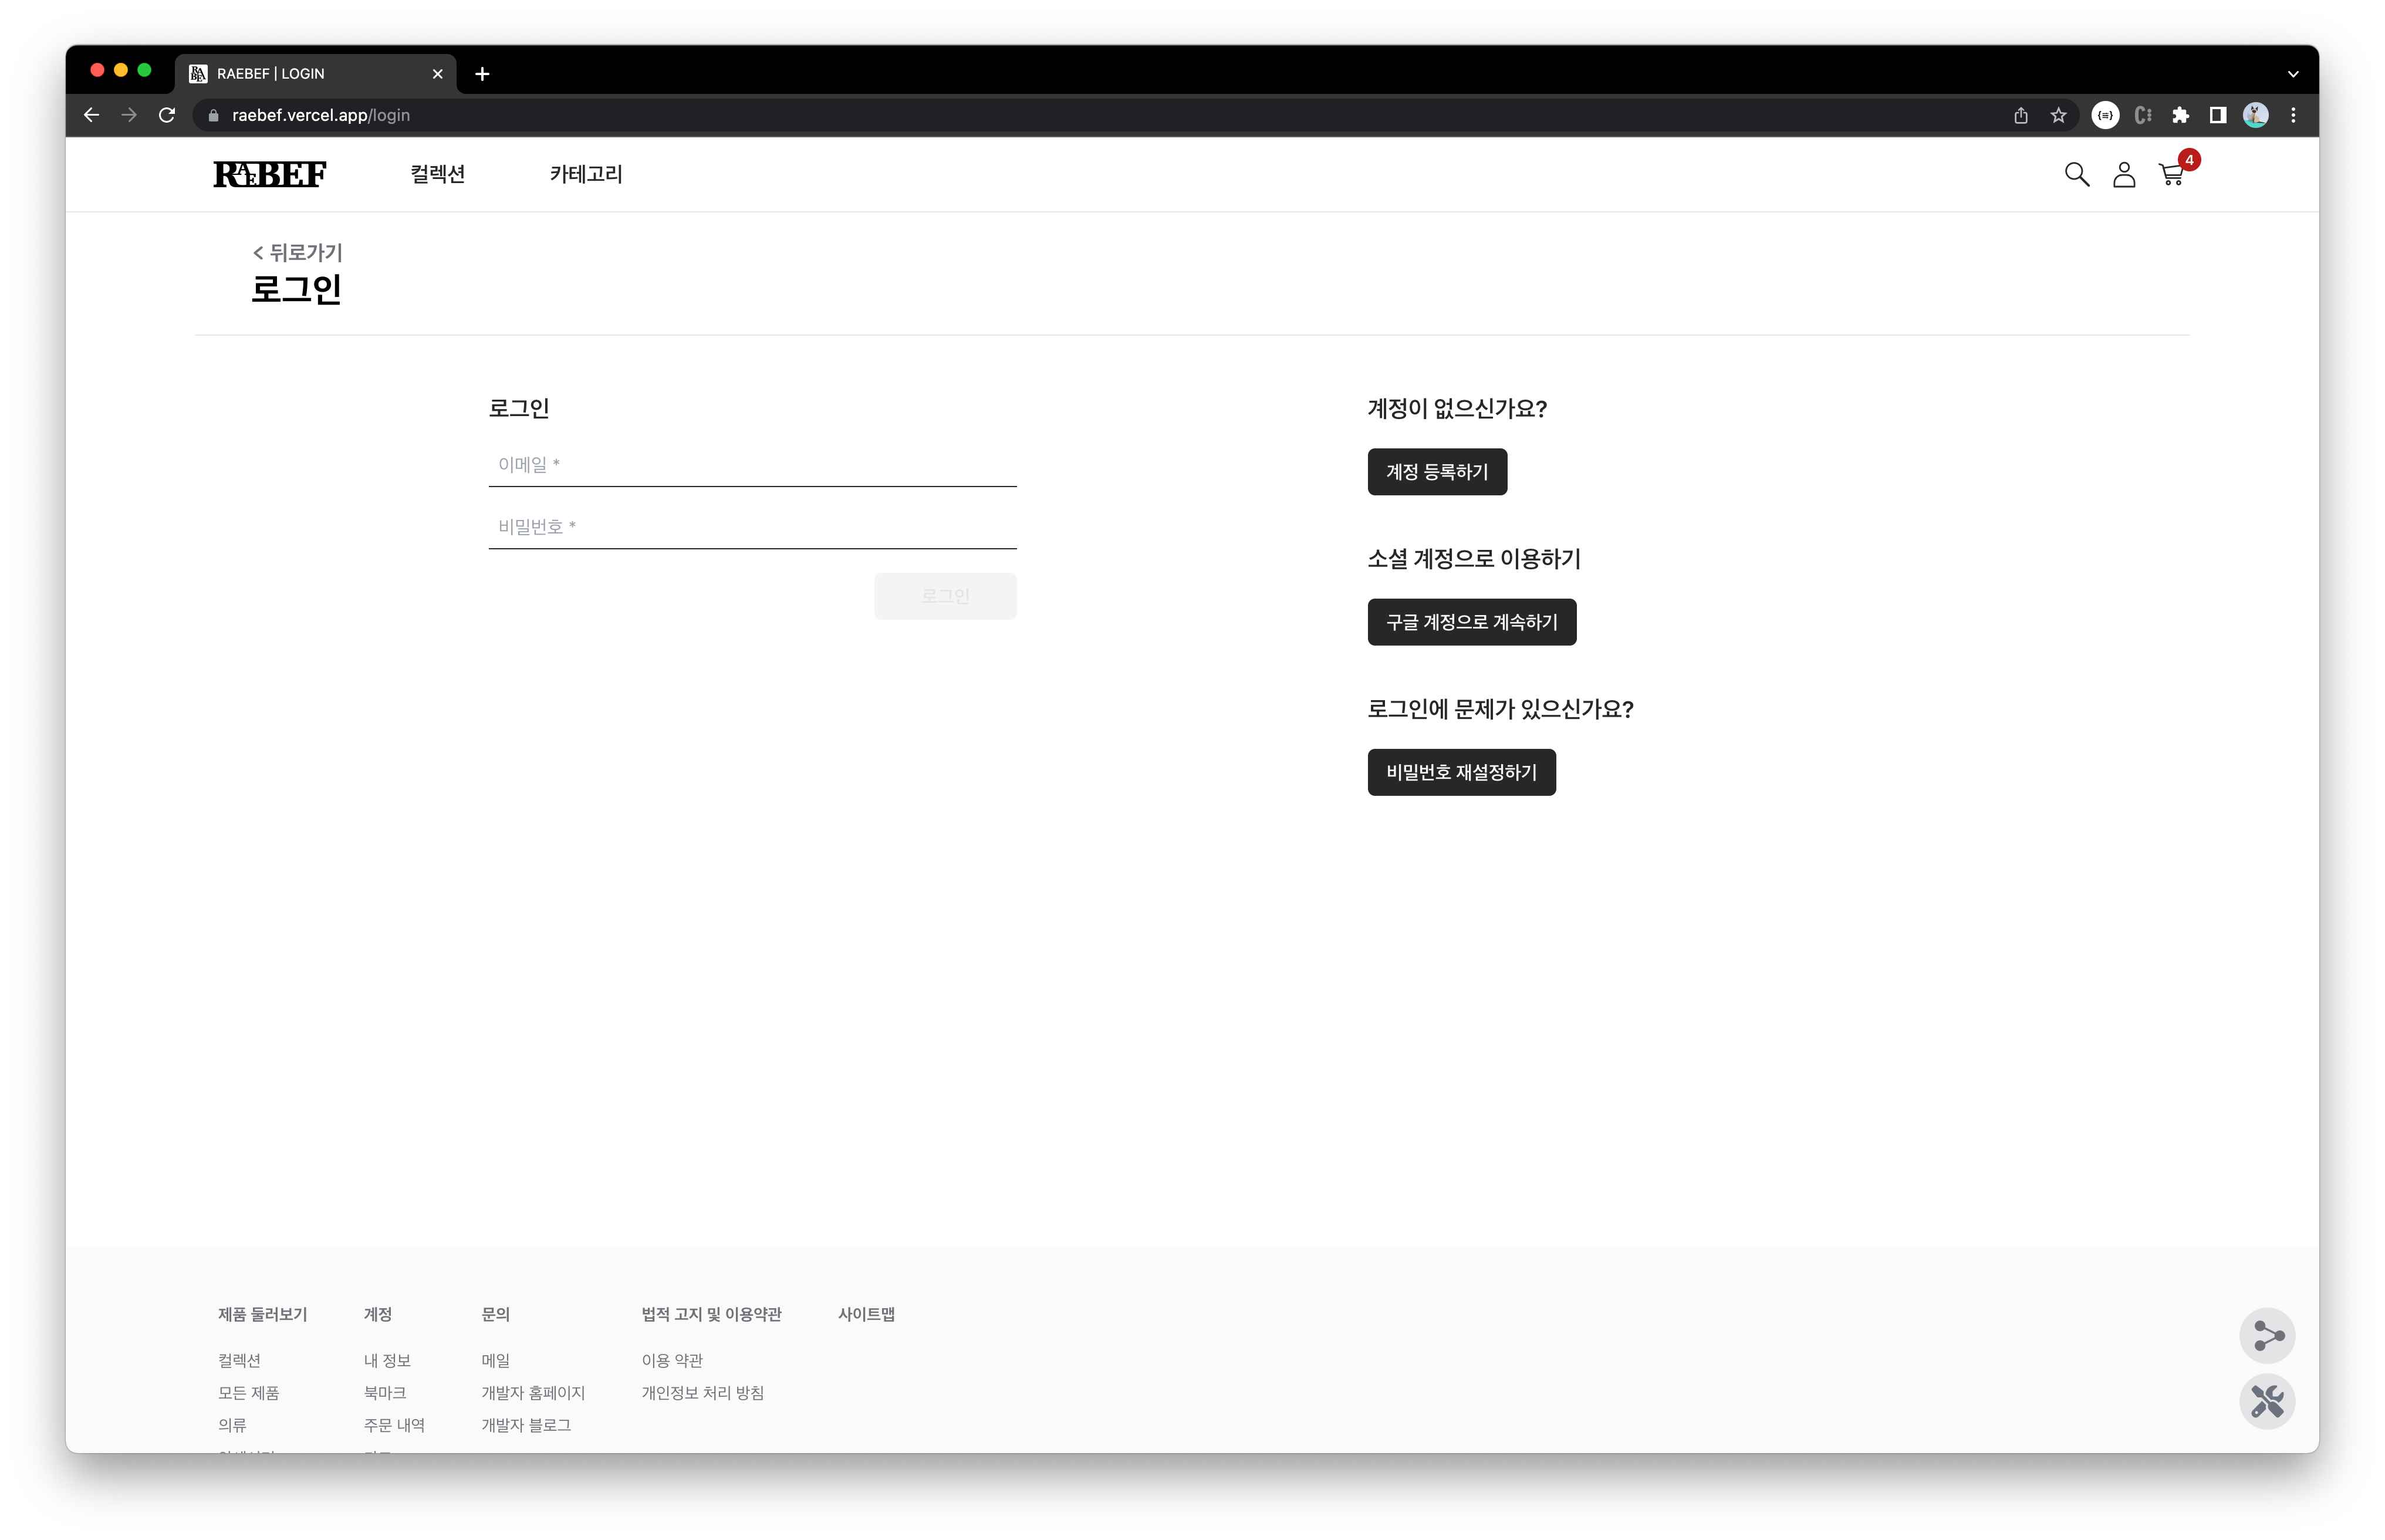 RAEBEF | LOGIN
raebef.vercel.app/login
RAEBEF
컬렉션
카테고리
4
< 뒤로가기
로그인
로그인
이메일 *
비밀번호 *
로그인
계정이 없으신가요?
계정 등록하기
소셜 계정으로 이용하기
구글 계정으로 계속하기
로그인에 문제가 있으신가요?
비밀번호 재설정하기
제품 둘러보기
컬렉션
모든 제품
의류
계정
내 정보
북마크
주문 내역
문의
메일
개발자 홈페이지
개발자 블로그
법적 고지 및 이용약관
이용 약관
개인정보 처리 방침
사이트맵